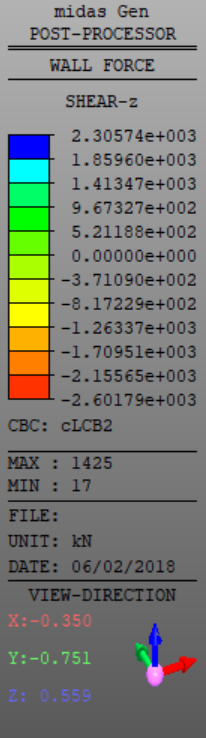 midas Gen
POST-PROCESSOR
WALL FORCE
SHEAR-z
2.30574e+003
1.85960e+003
1.41347e+003
9.67327e+002
5.21188e+002
0.00000e+000
-3.71090e+002
-8.17229e+002
-1.26337e+003
-1.70951e+003
-2.15565e+003
-2.60179e+003
CBC: cLCB2
MAX : 1425
MIN : 17
FILE:
UNIT: kN
DATE: 06/02/2018
VIEW-DIRECTION
X:-0.350
Y:-0.751
Z: 0.559